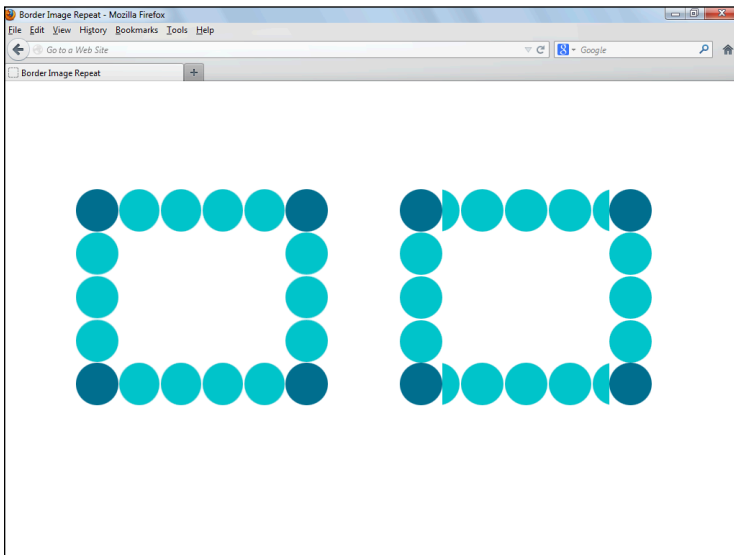 Border Image Repeat - Mozilla Firefox
File Edit View History Bookmarks Tools Help
Go to a Web Site
Google
Border Image Repeat